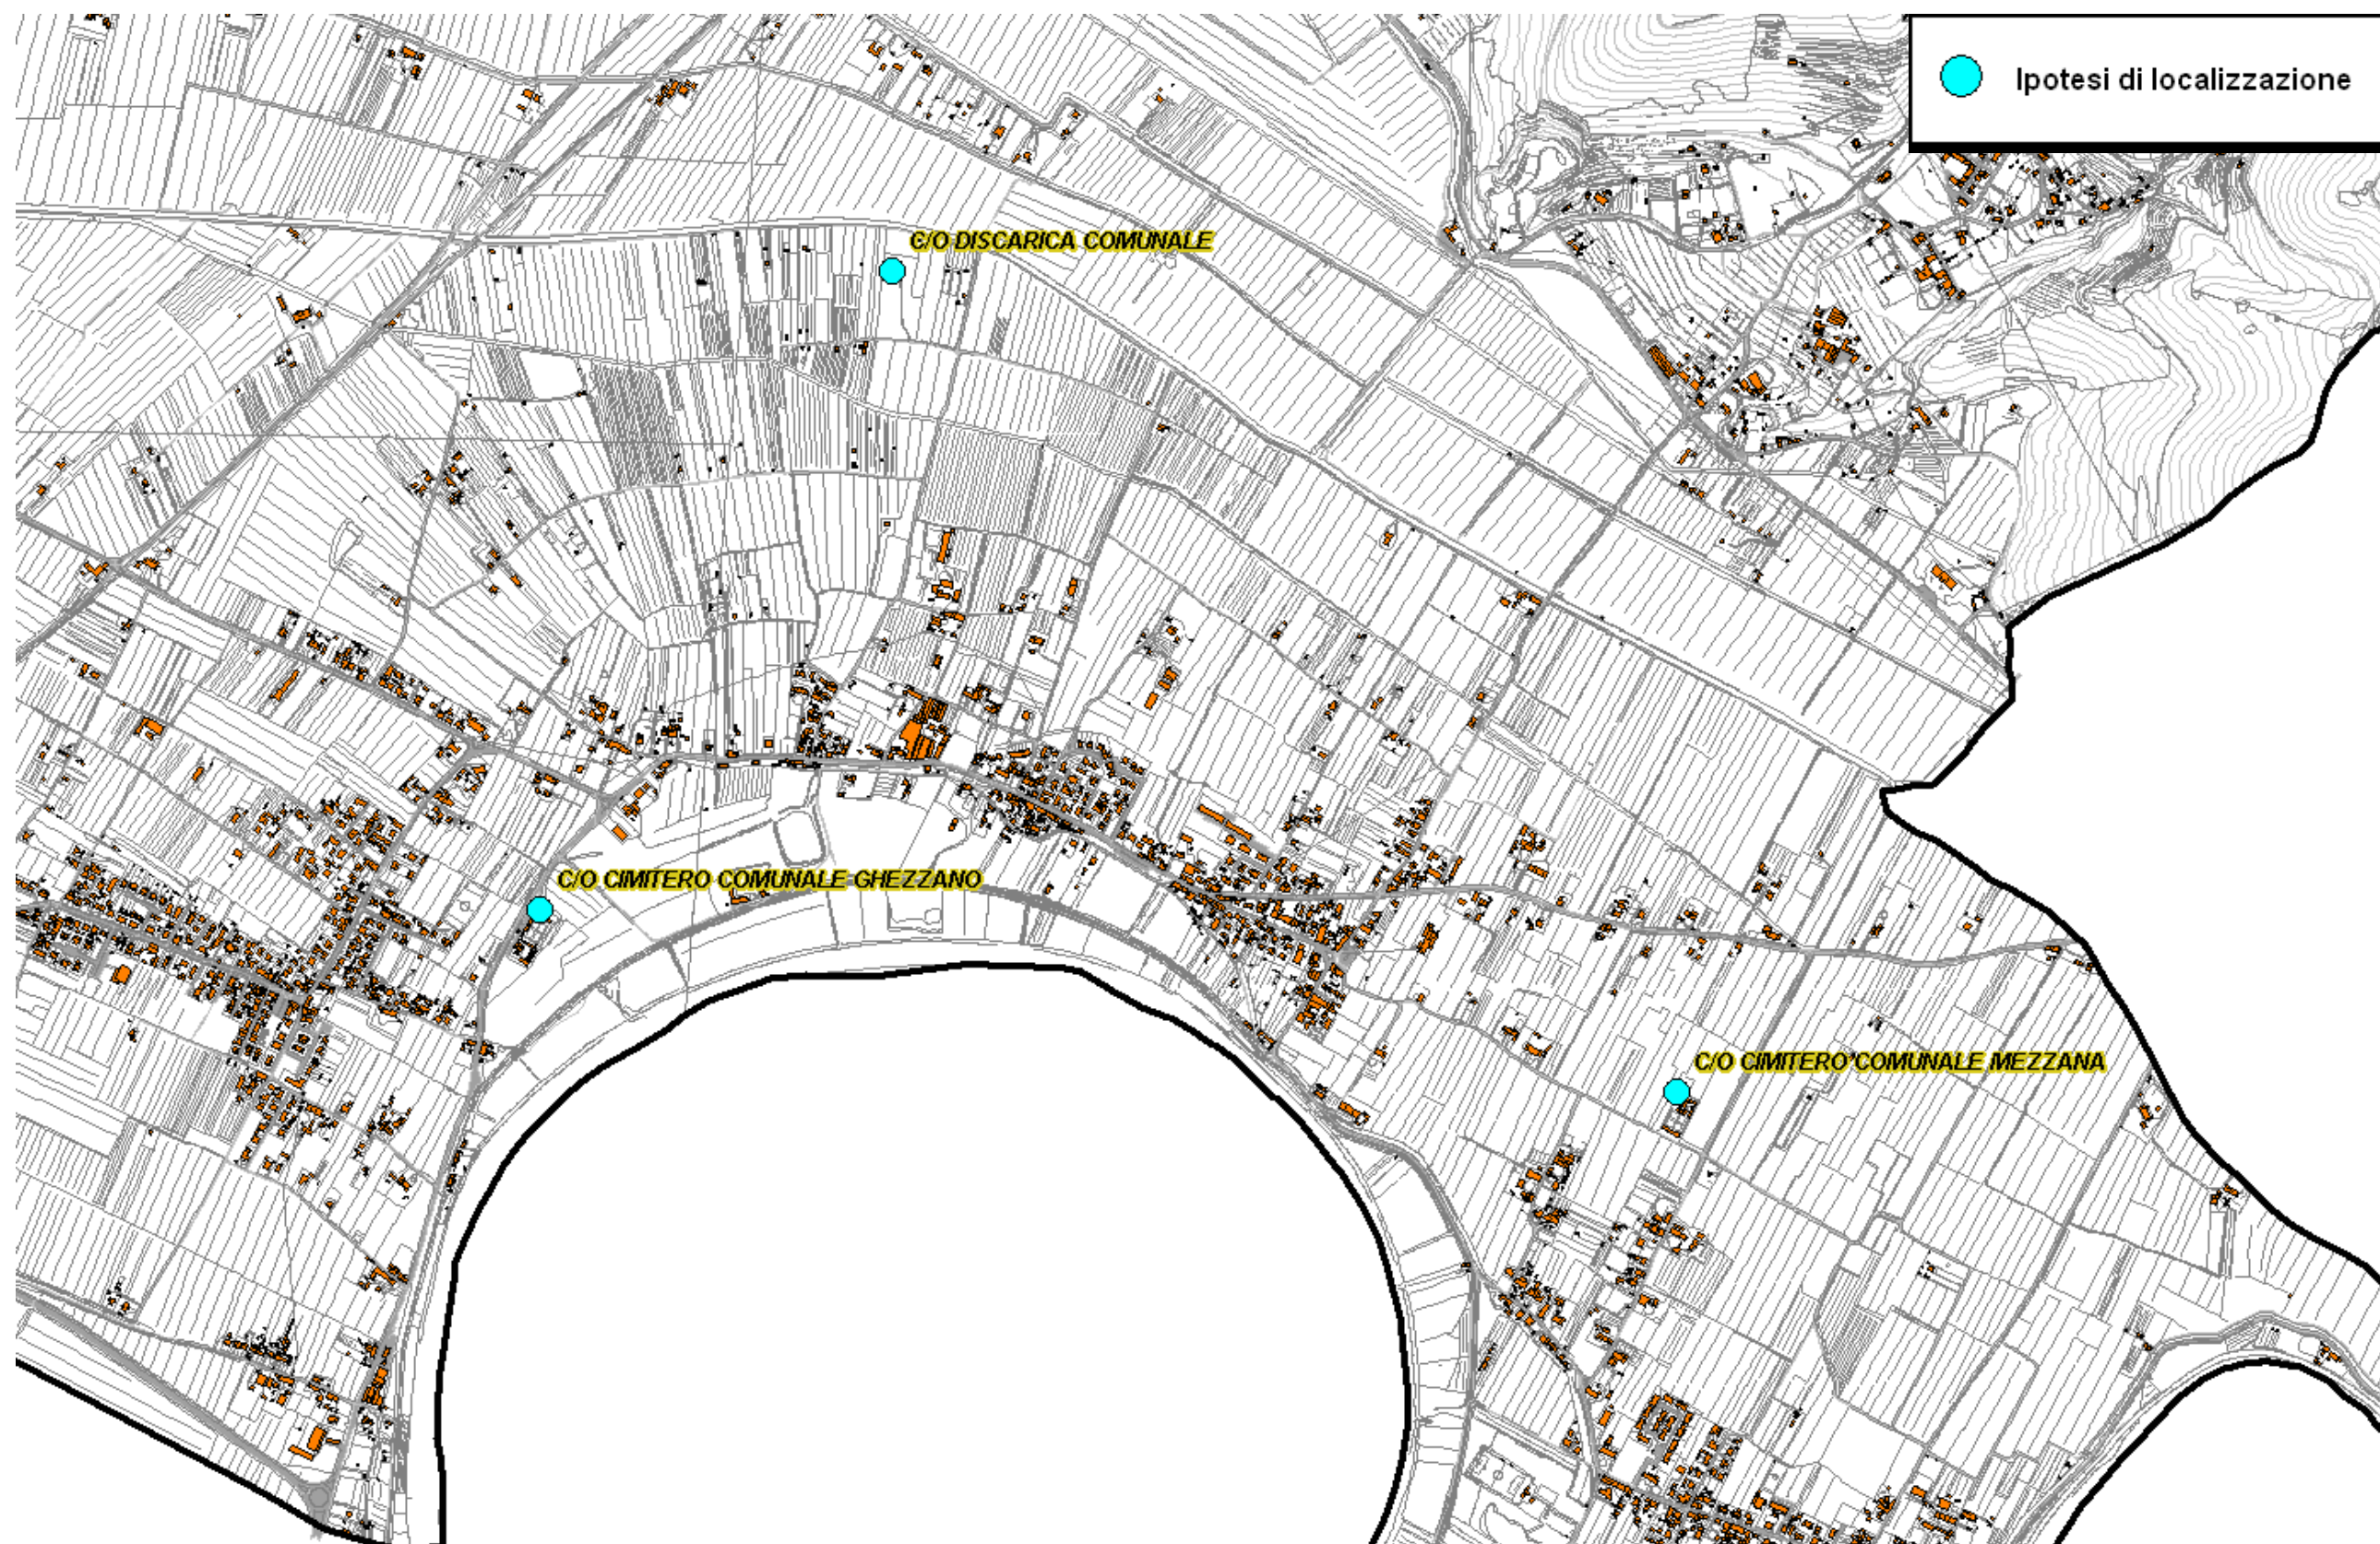 Ipotesi di localizzazione
C/O DISCARICA COMUNALE
C/O CIMITERO COMUNALE GHEZZANO
C/O CIMITERO COMUNALE MEZZANA